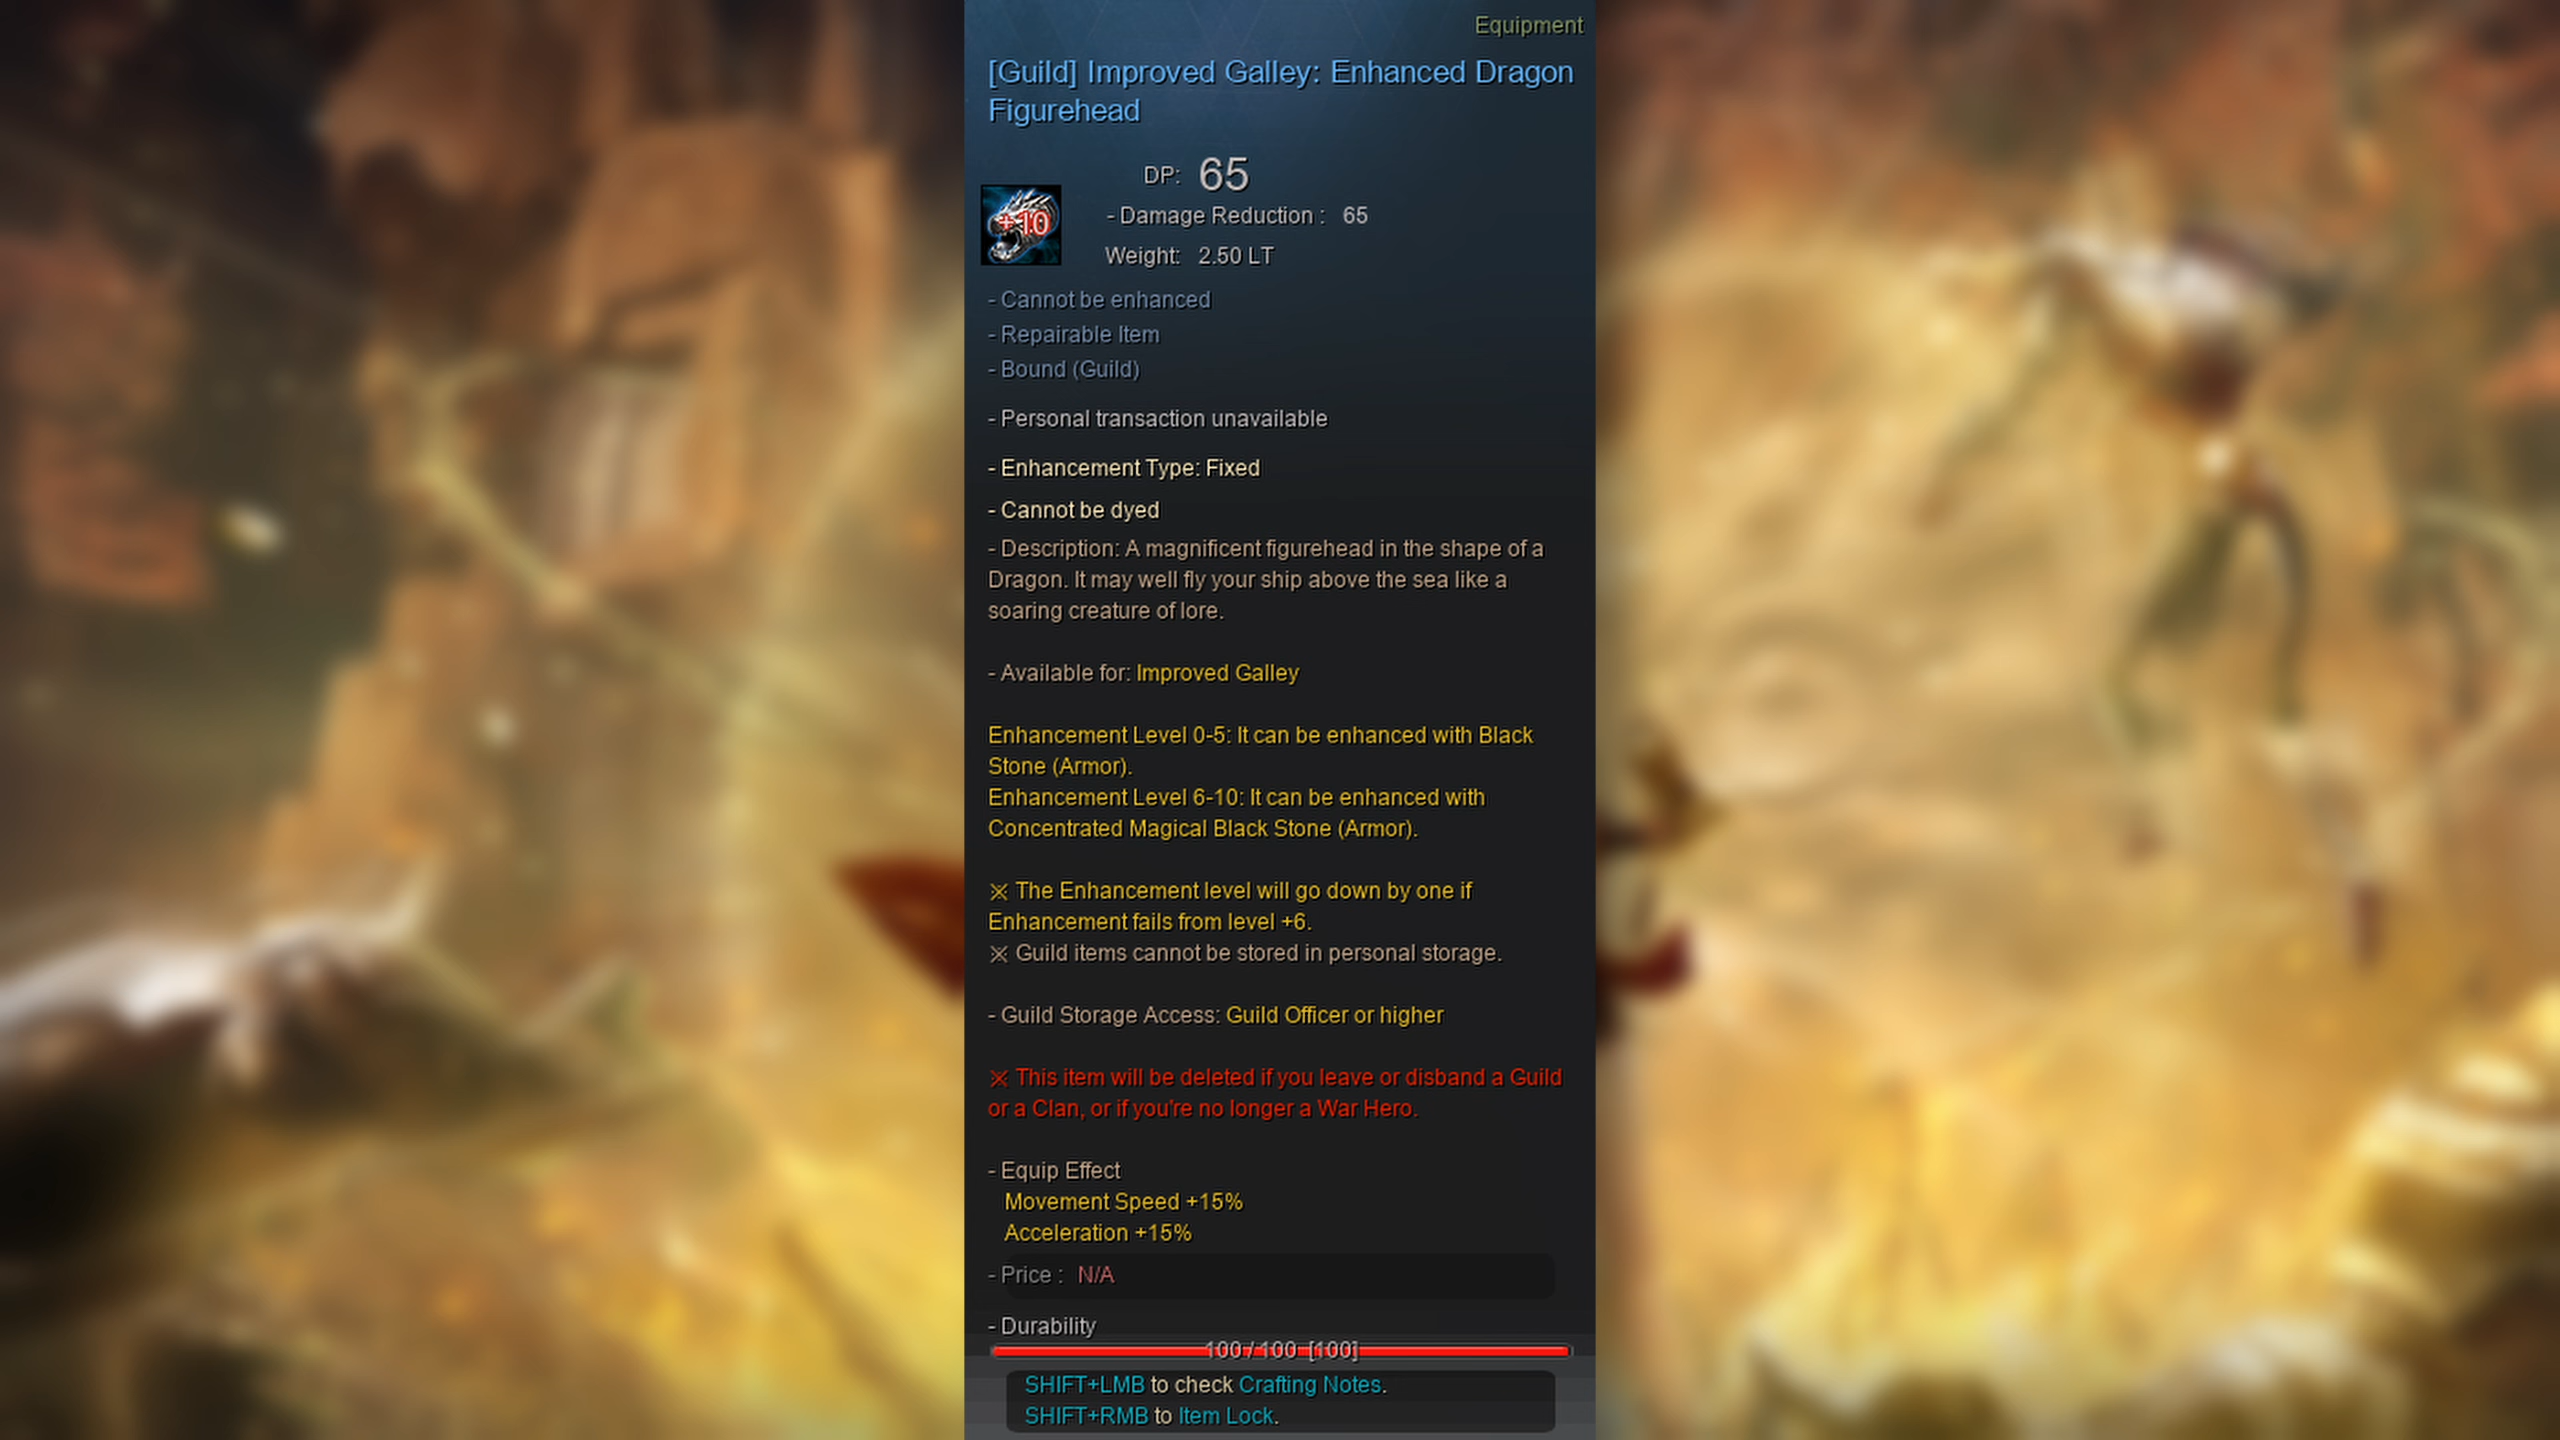 Equipment
[Guild] Improved Galley: Enhanced Dragon
Figurehead
DP: 65
+10
- Damage Reduction : 65
Weight: 2.50 LT
- Cannot be enhanced
- Repairable Item
- Bound (Guild)
- Personal transaction unavailable
- Enhancement Type: Fixed
- Cannot be dyed
- Description: A magnificent figurehead in the shape of a
Dragon. It may well fly your ship above the sea like a
soaring creature of lore.
- Available for: Improved Galley
Enhancement Level 0-5: It can be enhanced with Black
Stone (Armor).
Enhancement Level 6-10: It can be enhanced with
Concentrated Magical Black Stone (Armor).
※ The Enhancement level will go down by one if
Enhancement fails from level +6.
※ Guild items cannot be stored in personal storage.
- Guild Storage Access: Guild Officer or higher
※ This item will be deleted if you leave or disband a Guild
or a Clan, or if you're no longer a War Hero.
- Equip Effect
Movement Speed +15%
Acceleration +15%
- Price : N/A
- Durability
100 / 100 [100]
SHIFT+LMB to check Crafting Notes.
SHIFT+RMB to Item Lock.